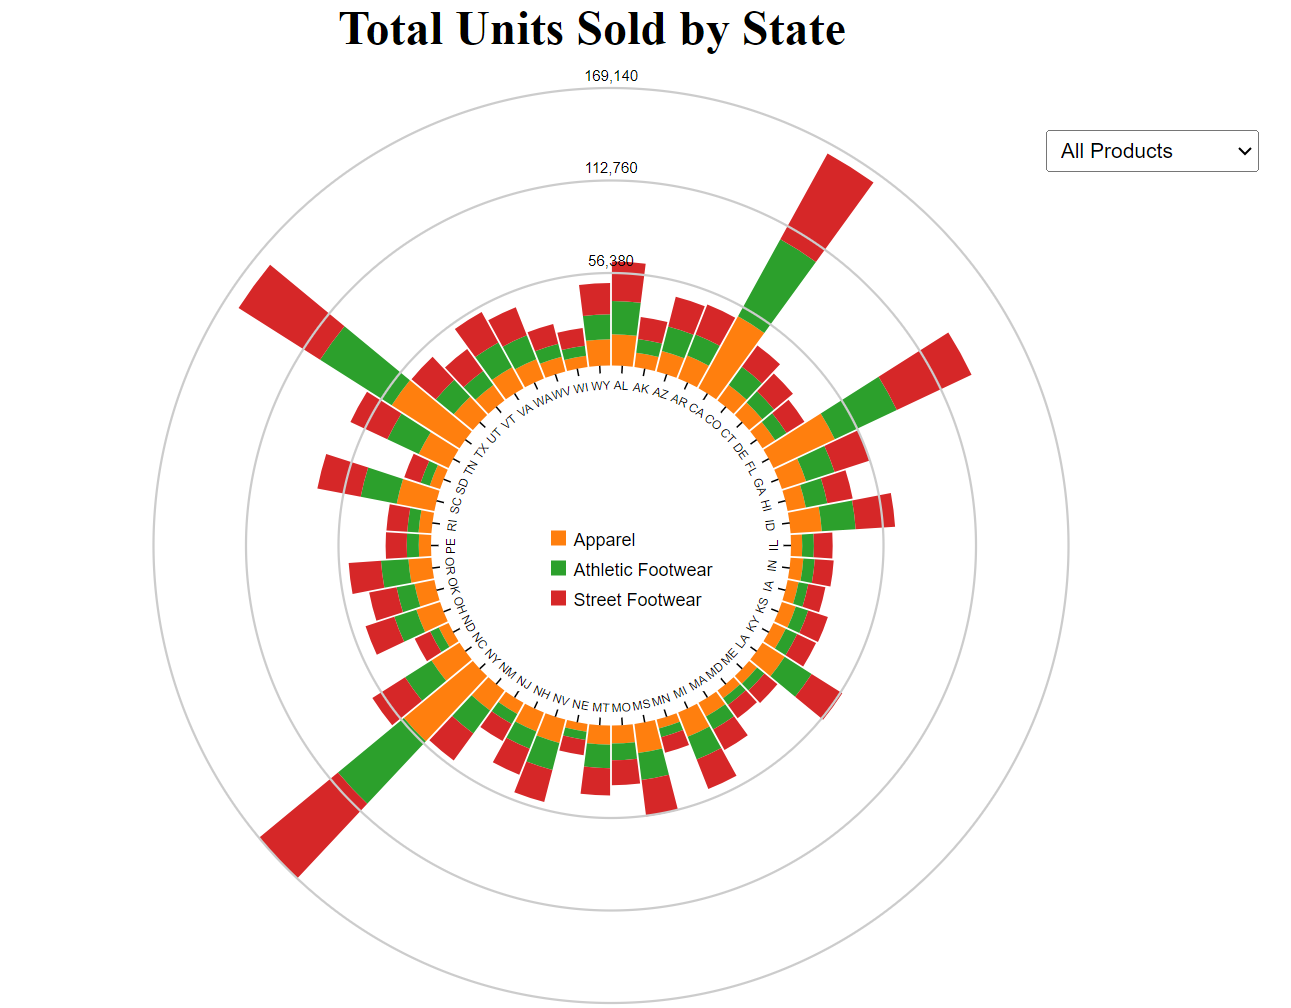 Total Units Sold by State
169,140
112,760
56,380
All Products
AL
AK
AZ
AR
CA
CO
CT
DE
FL
GA
HI
ID
IL
IN
IA
KS
KY
LA
ME
MD
MA
MI
MN
MS
MO
MT
NE
NV
NH
NJ
NM
NY
NC
ND
OH
OK
OR
PE
RI
SC
SD
TN
TX
UT
VT
VA
WA
WV
WI
WY
Apparel
Athletic Footwear
Street Footwear